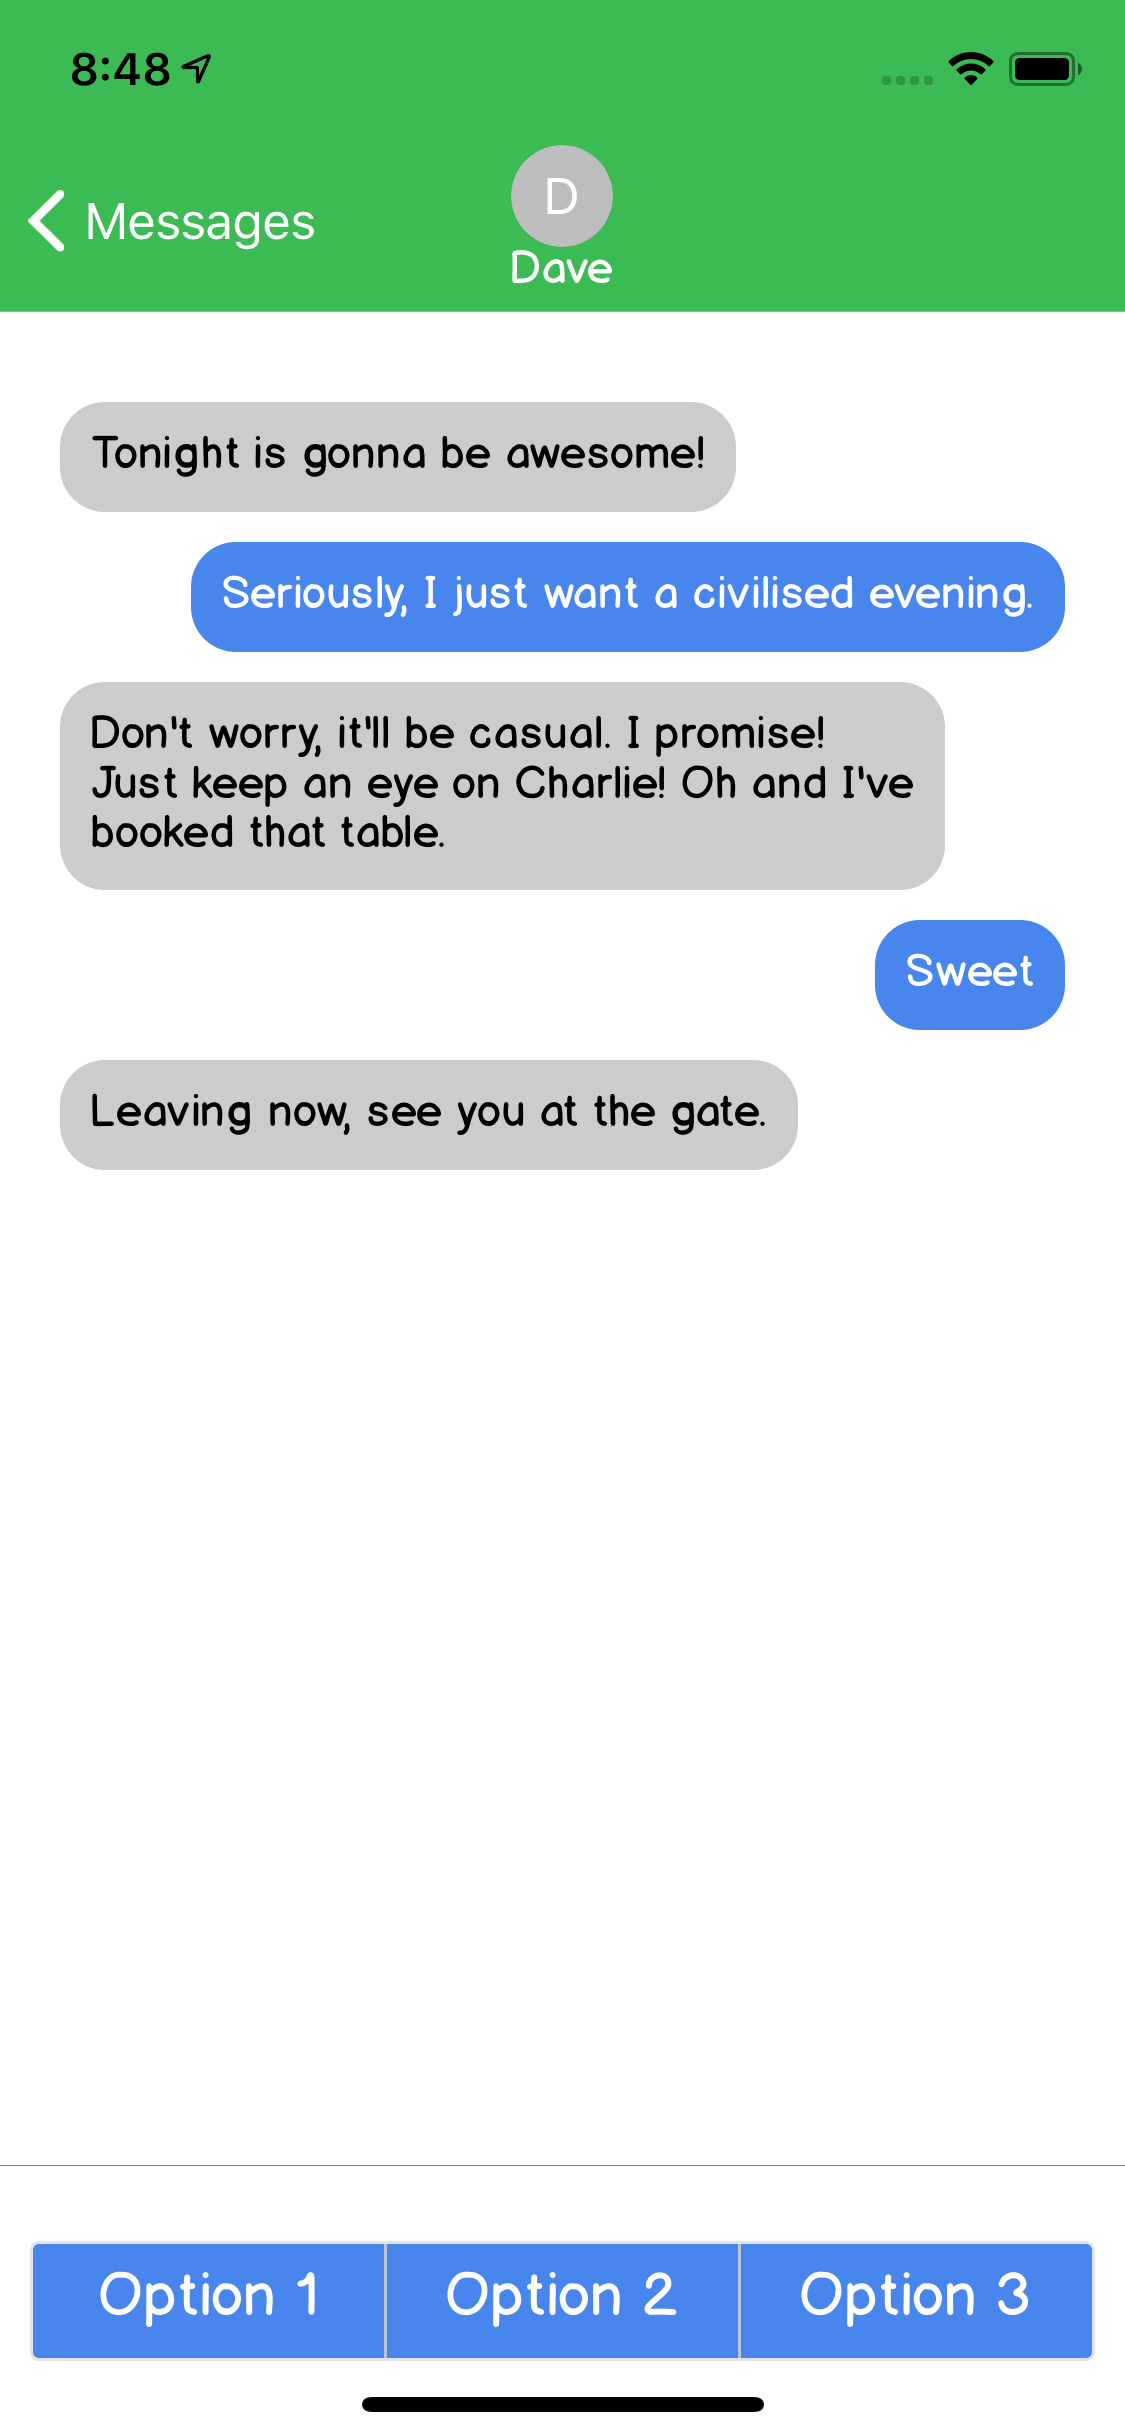 8:48
Messages
D
Dave
Tonight is gonna be awesome!
Seriously, I just want a civilised evening.
Don't worry, it'll be casual. I promise!
Just keep an eye on Charlie! Oh and I've
booked that table.
Sweet
Leaving now, see you at the gate.
Option 1
Option 2
Option 3